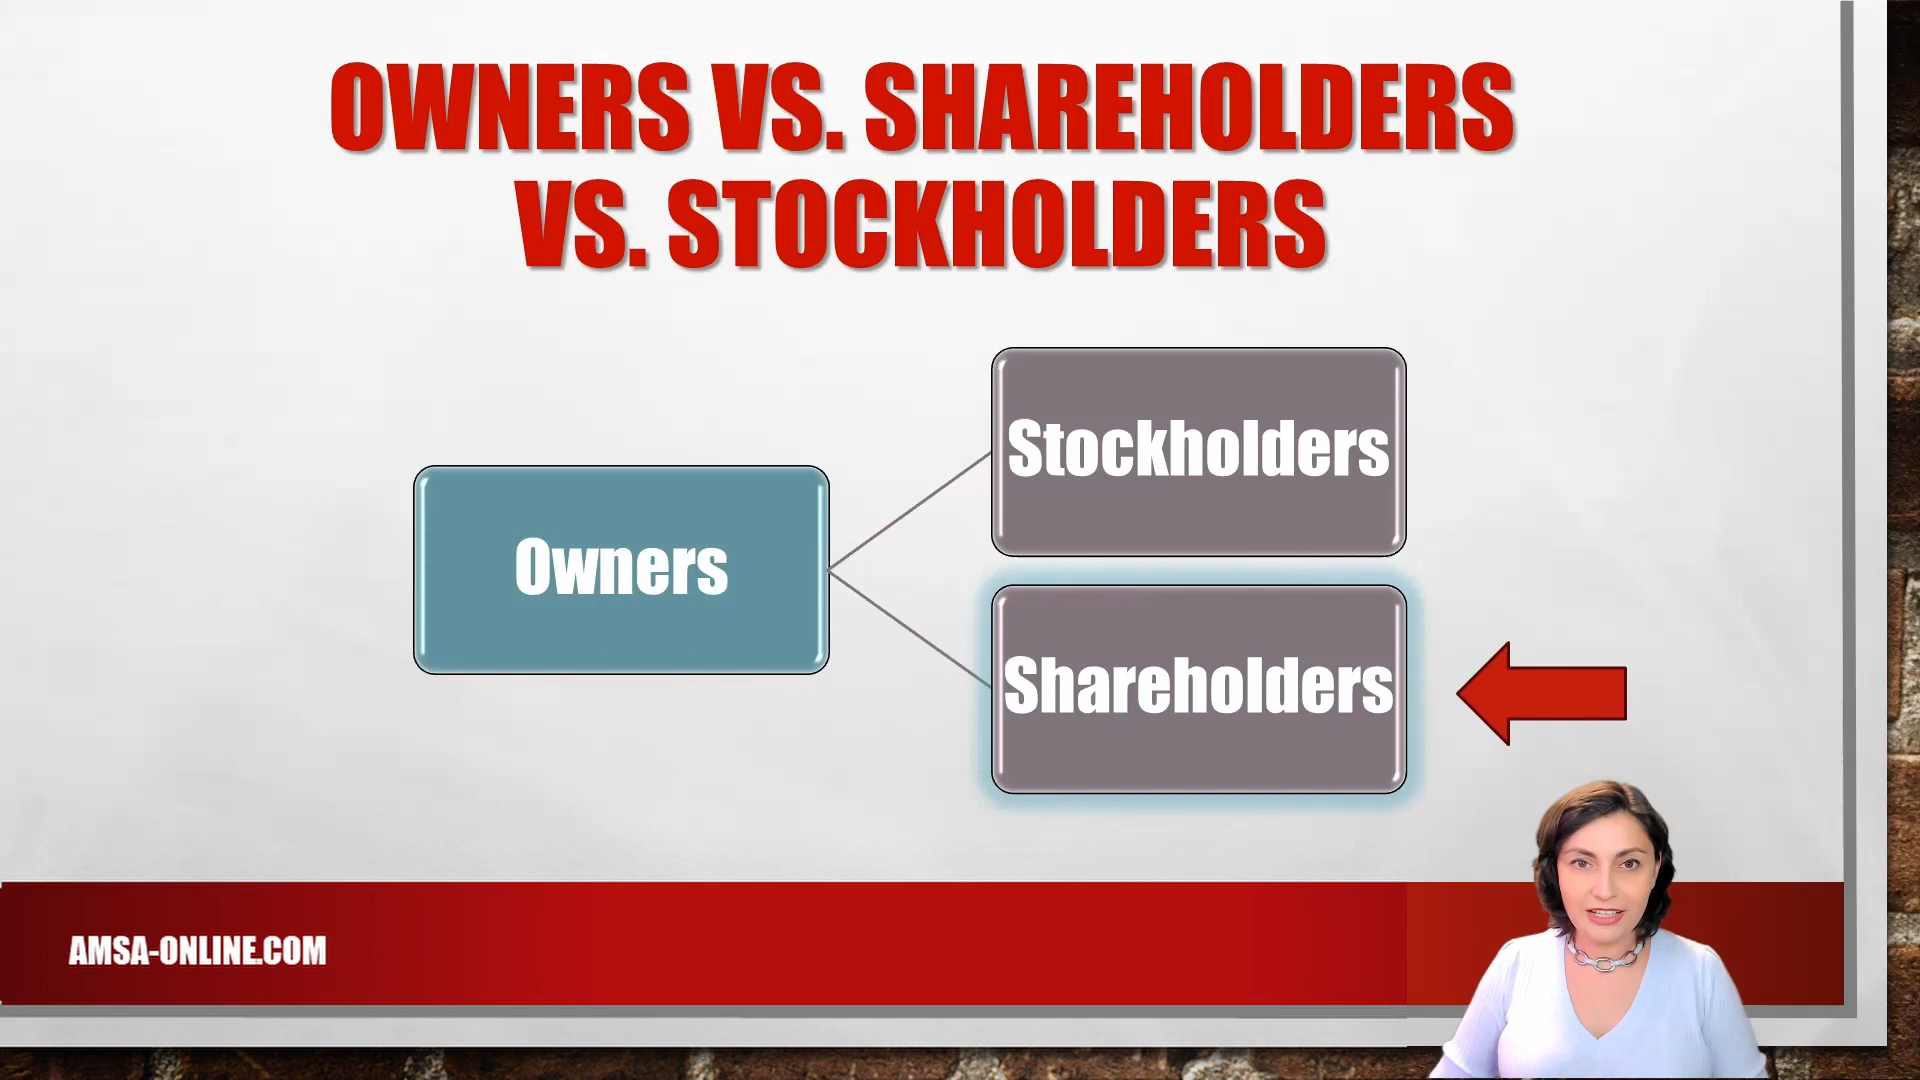 OWNERS VS. SHAREHOLDERS
VS. STOCKHOLDERS
Stockholders
Owners
Shareholders
AMSA-ONLINE.COM